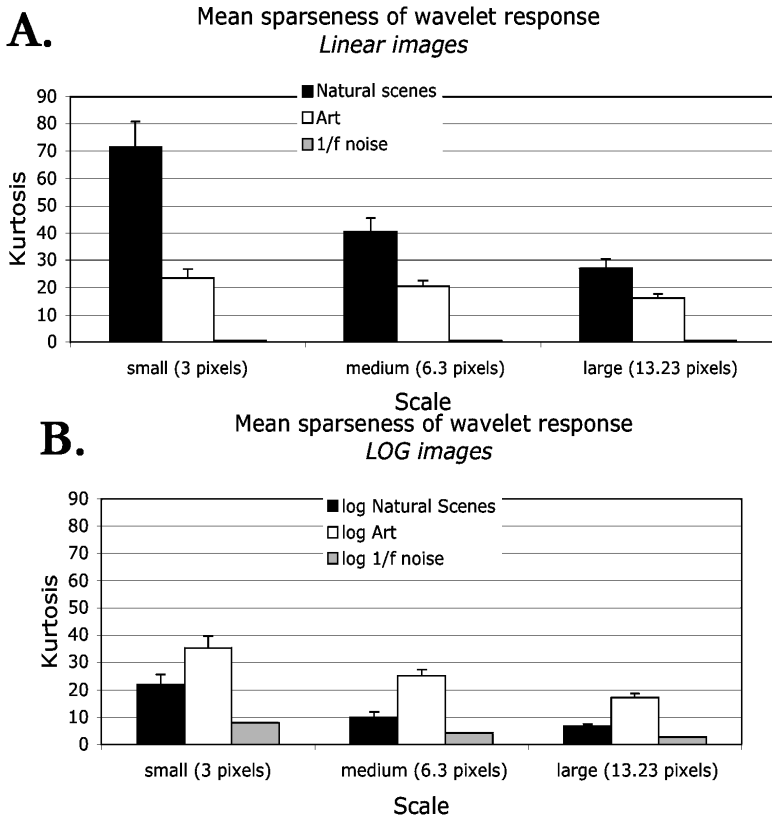 A.
Mean sparseness of wavelet response
Linear images
Natural scenes
Art
1/f noise
Kurtosis
90
80
70
60
50
40
30
20
10
0
small (3 pixels)
medium (6.3 pixels)
large (13.23 pixels)
Scale
B.
Mean sparseness of wavelet response
LOG images
log Natural Scenes
log Art
log 1/f noise
Kurtosis
90
80
70
60
50
40
30
20
10
0
small (3 pixels)
medium (6.3 pixels)
large (13.23 pixels)
Scale